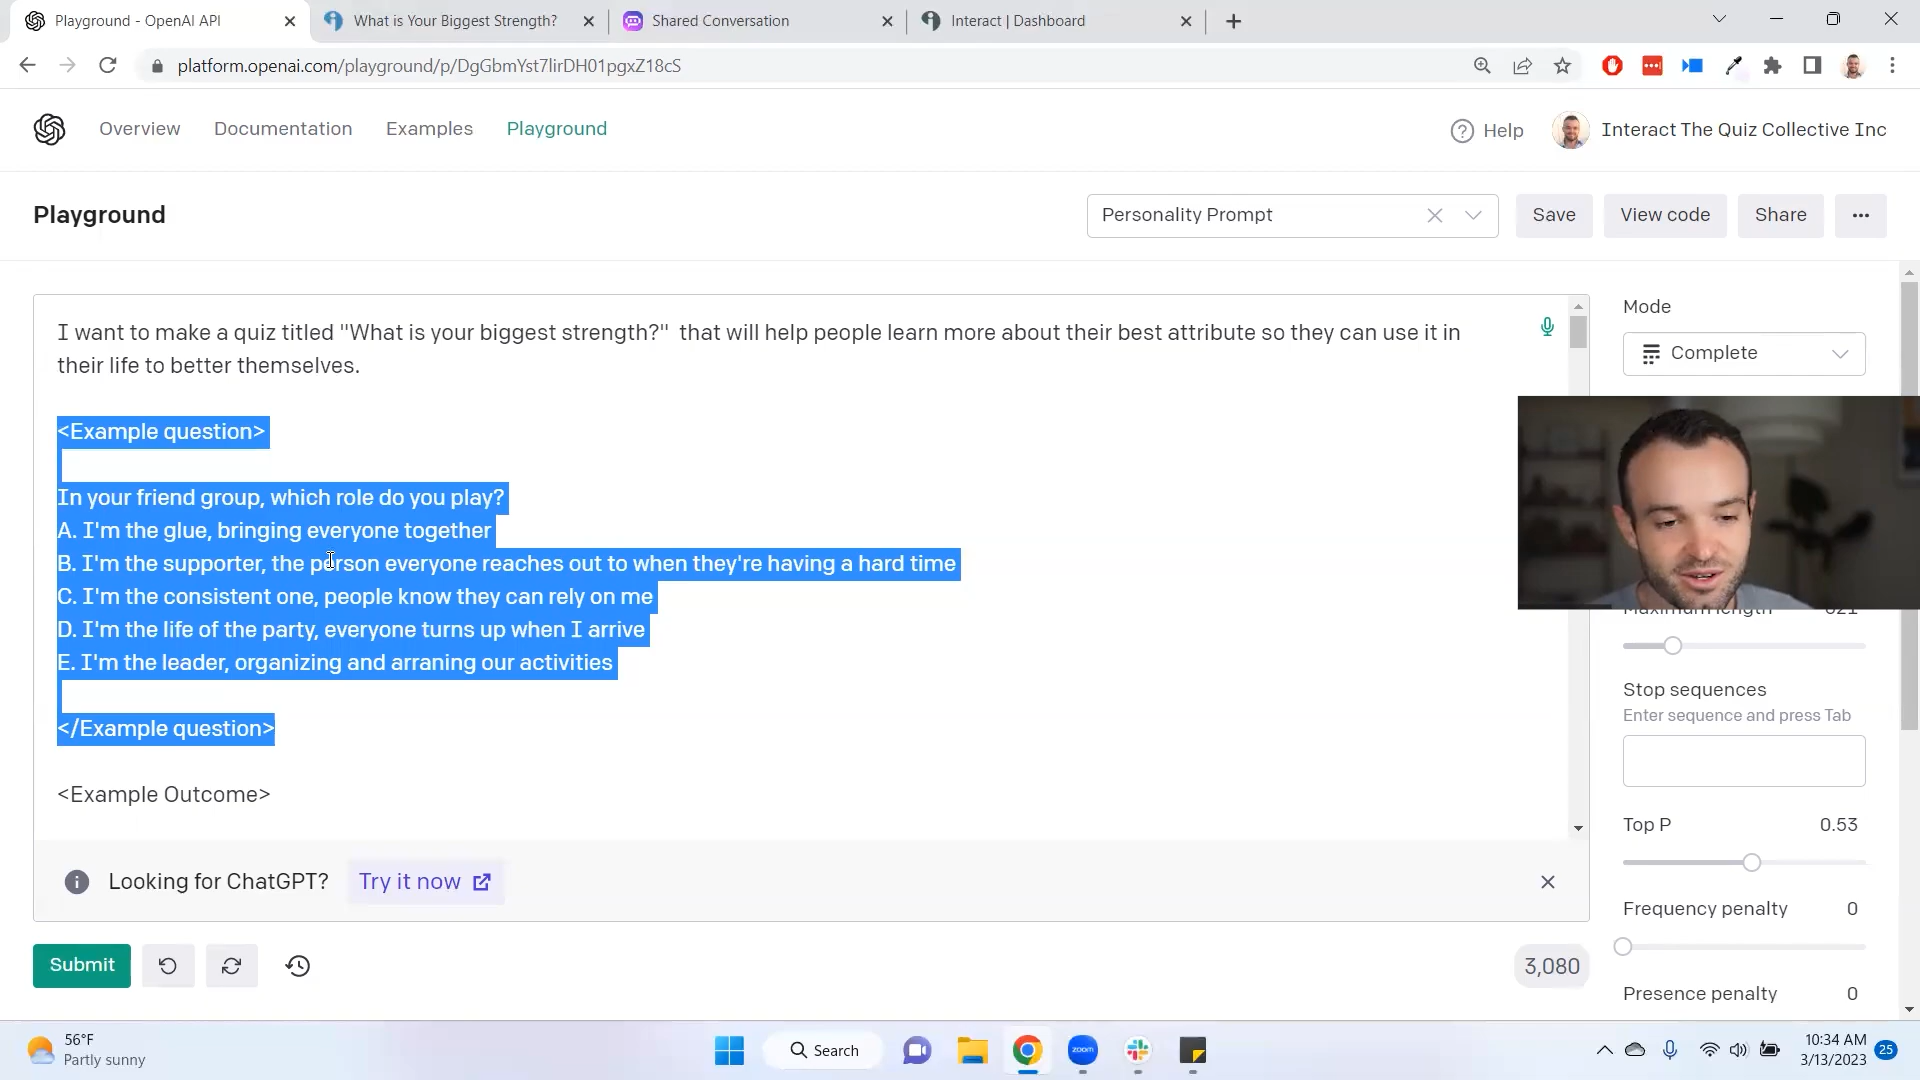 Playground - OpenAI API
What is Your Biggest Strength?
Shared Conversation
Interact | Dashboard
platform.openai.com/playground/p/DgGbmYst7lirDH01pgxZ18cS
Overview
Documentation
Examples
Playground
Help
Interact The Quiz Collective Inc
Playground
Personality Prompt
Save
View code
Share
I want to make a quiz titled "What is your biggest strength?"  that will help people learn more about their best attribute so they can use it in
their life to better themselves.
<Example question>
In your friend group, which role do you play?
A. I'm the glue, bringing everyone together
B. I'm the supporter, the person everyone reaches out to when they're having a hard time
C. I'm the consistent one, people know they can rely on me
D. I'm the life of the party, everyone turns up when I arrive
E. I'm the leader, organizing and arraning our activities
</Example question>
<Example Outcome>
Looking for ChatGPT?
Try it now
Submit
3,080
Mode
Complete
Maximum length
Stop sequences
Enter sequence and press Tab
Top P 0.53
Frequency penalty 0
Presence penalty 0
56°F
Partly sunny
Search
zoom
10:34 AM
3/13/2023
25